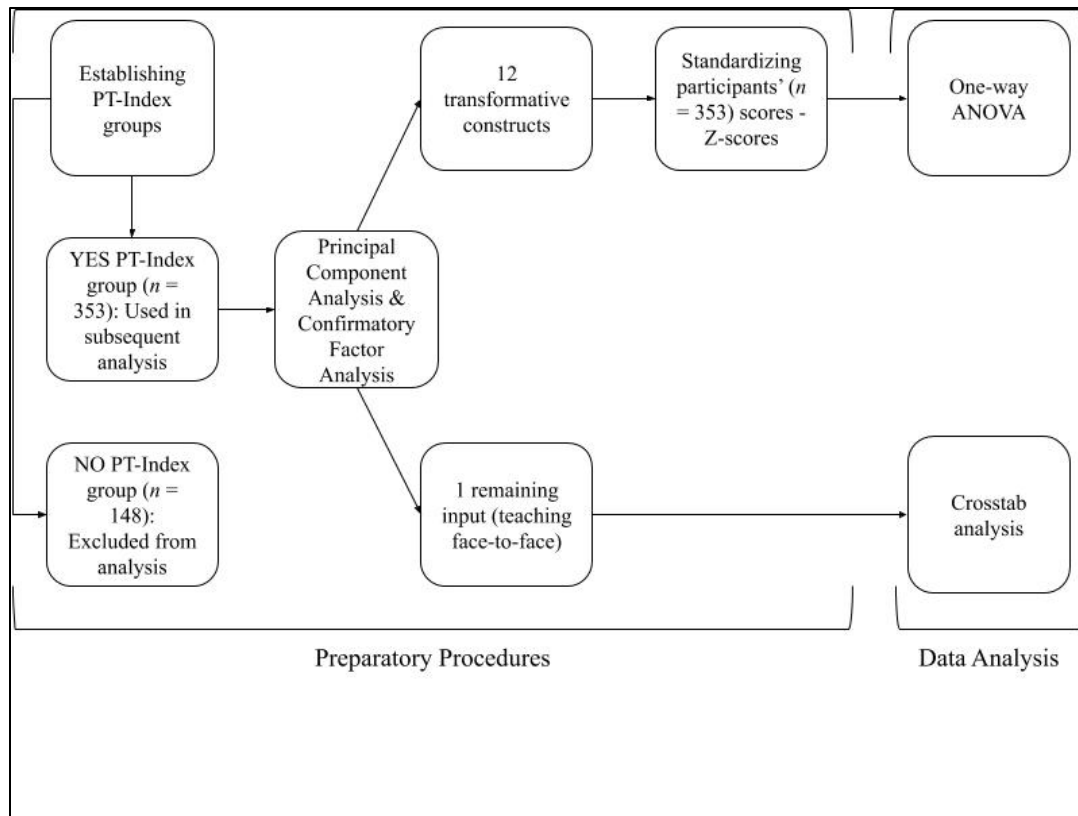 Establishing
PT-Index
groups
12
transformative
constructs
Standardizing
participants' (n
= 353) scores -
Z-scores
One-way
ANOVA
YES PT-Index
group (n =
353): Used in
subsequent
analysis
Principal
Component
Analysis &
Confirmatory
Factor
Analysis
NO PT-Index
group (n =
148):
Excluded from
analysis
1 remaining
input (teaching
face-to-face)
Crosstab
analysis
Preparatory Procedures
Data Analysis